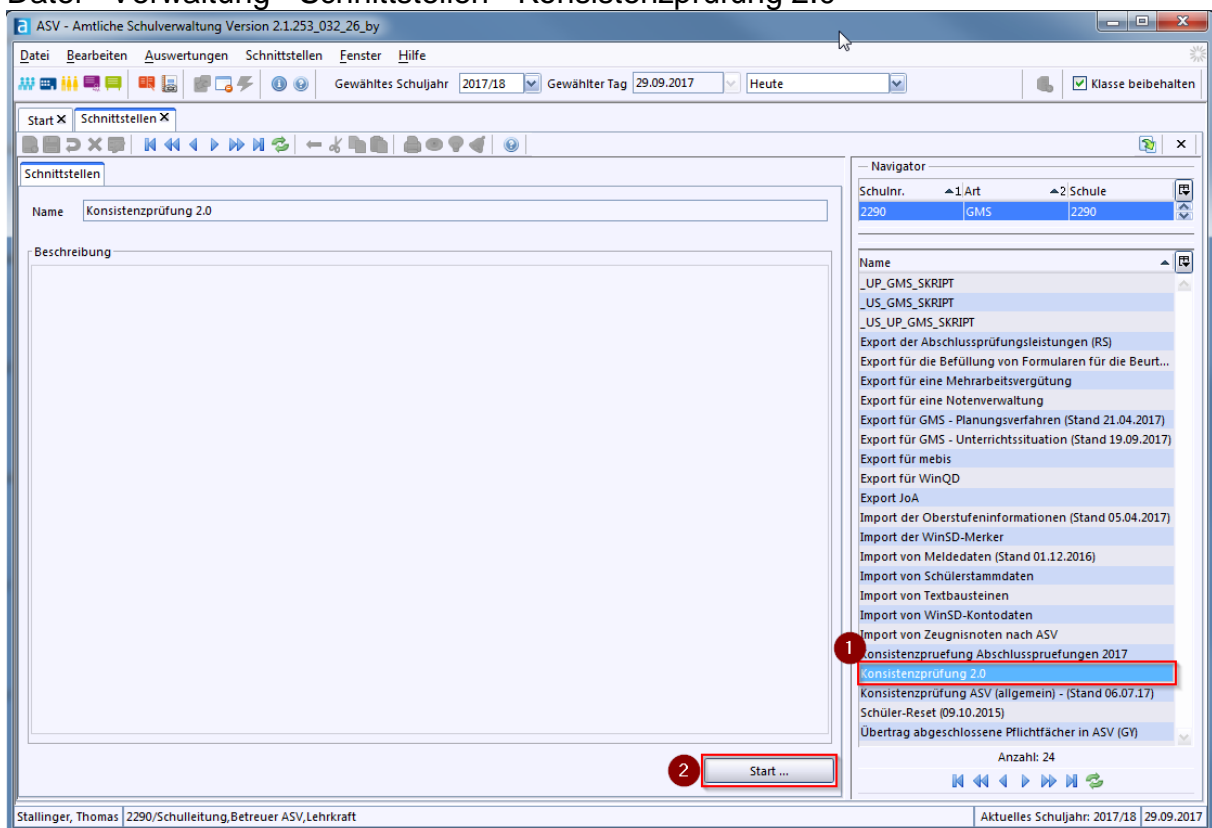 Datei - Verwaltung - Schnittstellen - Konsistenzprüfung 2.0
ASV - Amtliche Schulverwaltung Version 2.1.253_032_26_by
Datei Bearbeiten Auswertungen Schnittstellen Fenster Hilfe
Gewähltes Schuljahr 2017/18 Gewählter Tag 29.09.2017 Heute Klasse beibehalten
Start Schnittstellen
Schnittstellen
Name Konsistenzprüfung 2.0
Beschreibung
2 Start ...
Navigator
Schulnr. 1 Art 2 Schule
2290 GMS 2290
Name
_UP_GMS_SKRIPT
_US_GMS_SKRIPT
_US_UP_GMS_SKRIPT
Export der Abschlussprüfungsleistungen (RS)
Export für die Befüllung von Formularen für die Beurt...
Export für eine Mehrarbeitsvergütung
Export für eine Notenverwaltung
Export für GMS - Planungsverfahren (Stand 21.04.2017)
Export für GMS - Unterrichtssituation (Stand 19.09.2017)
Export für mebis
Export für WinQD
Export JoA
Import der Oberstufeninformationen (Stand 05.04.2017)
Import der WinSD-Merker
Import von Meldedaten (Stand 01.12.2016)
Import von Schülerstammdaten
Import von Textbausteinen
Import von WinSD-Kontodaten
Import von Zeugnisnoten nach ASV
1
Konsistenzpruefung Abschlusspruefungen 2017
Konsistenzprüfung 2.0
Konsistenzprüfung ASV (allgemein) - (Stand 06.07.17)
Schüler-Reset (09.10.2015)
Übertrag abgeschlossene Pflichtfächer in ASV (GY)
Anzahl: 24
Stallinger, Thomas 2290/Schulleitung,Betreuer ASV,Lehrkraft Aktuelles Schuljahr: 2017/18 29.09.2017